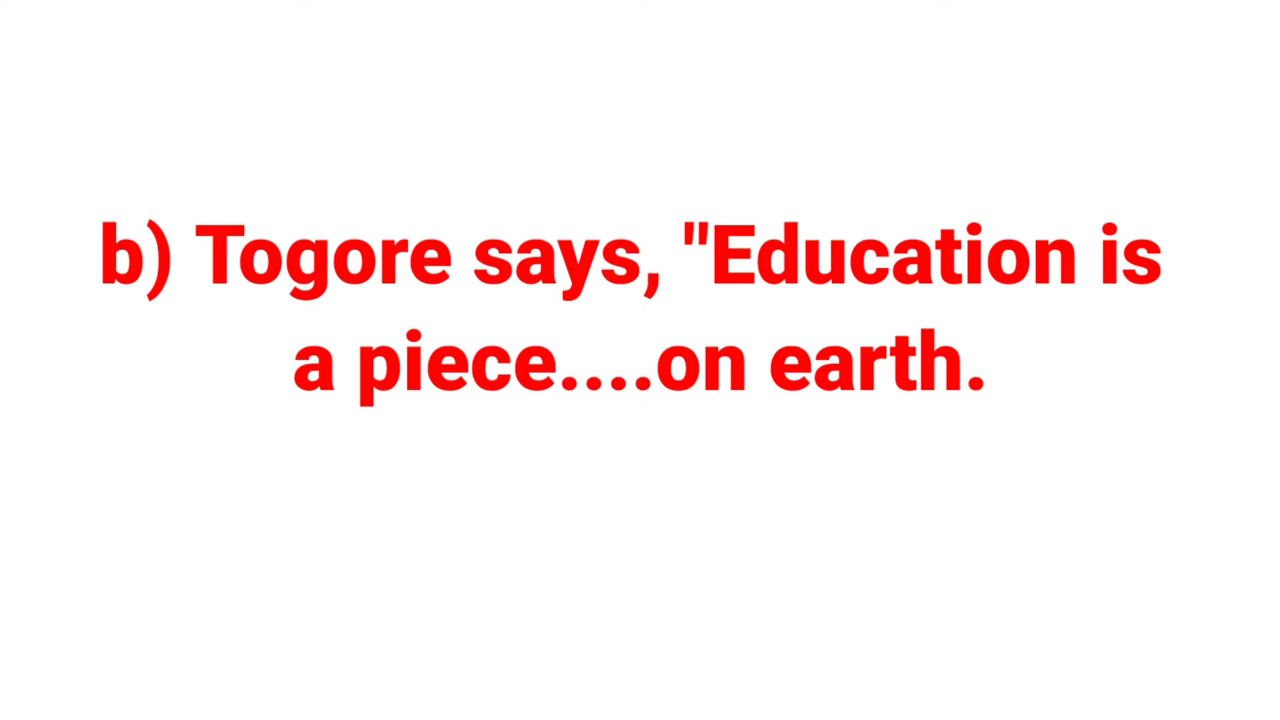 b) Togore says, "Education is
a piece....on earth.